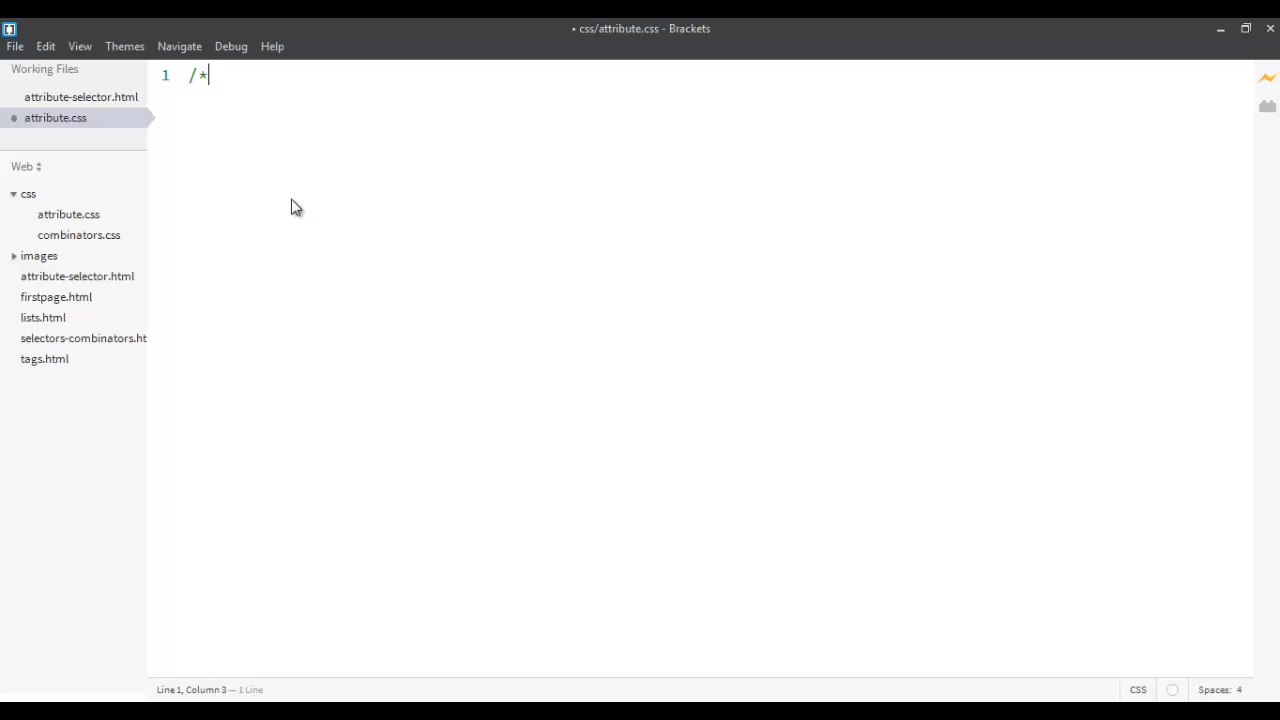 • css/attribute.css - Brackets
File Edit View Themes Navigate Debug Help
Working Files
attribute-selector.html
attribute.css
Web
css
attribute.css
combinators.css
images
attribute-selector.html
firstpage.html
lists.html
selectors-combinators.ht
tags.html
1 /*
Line 1, Column 3 — 1 Line
CSS
Spaces: 4